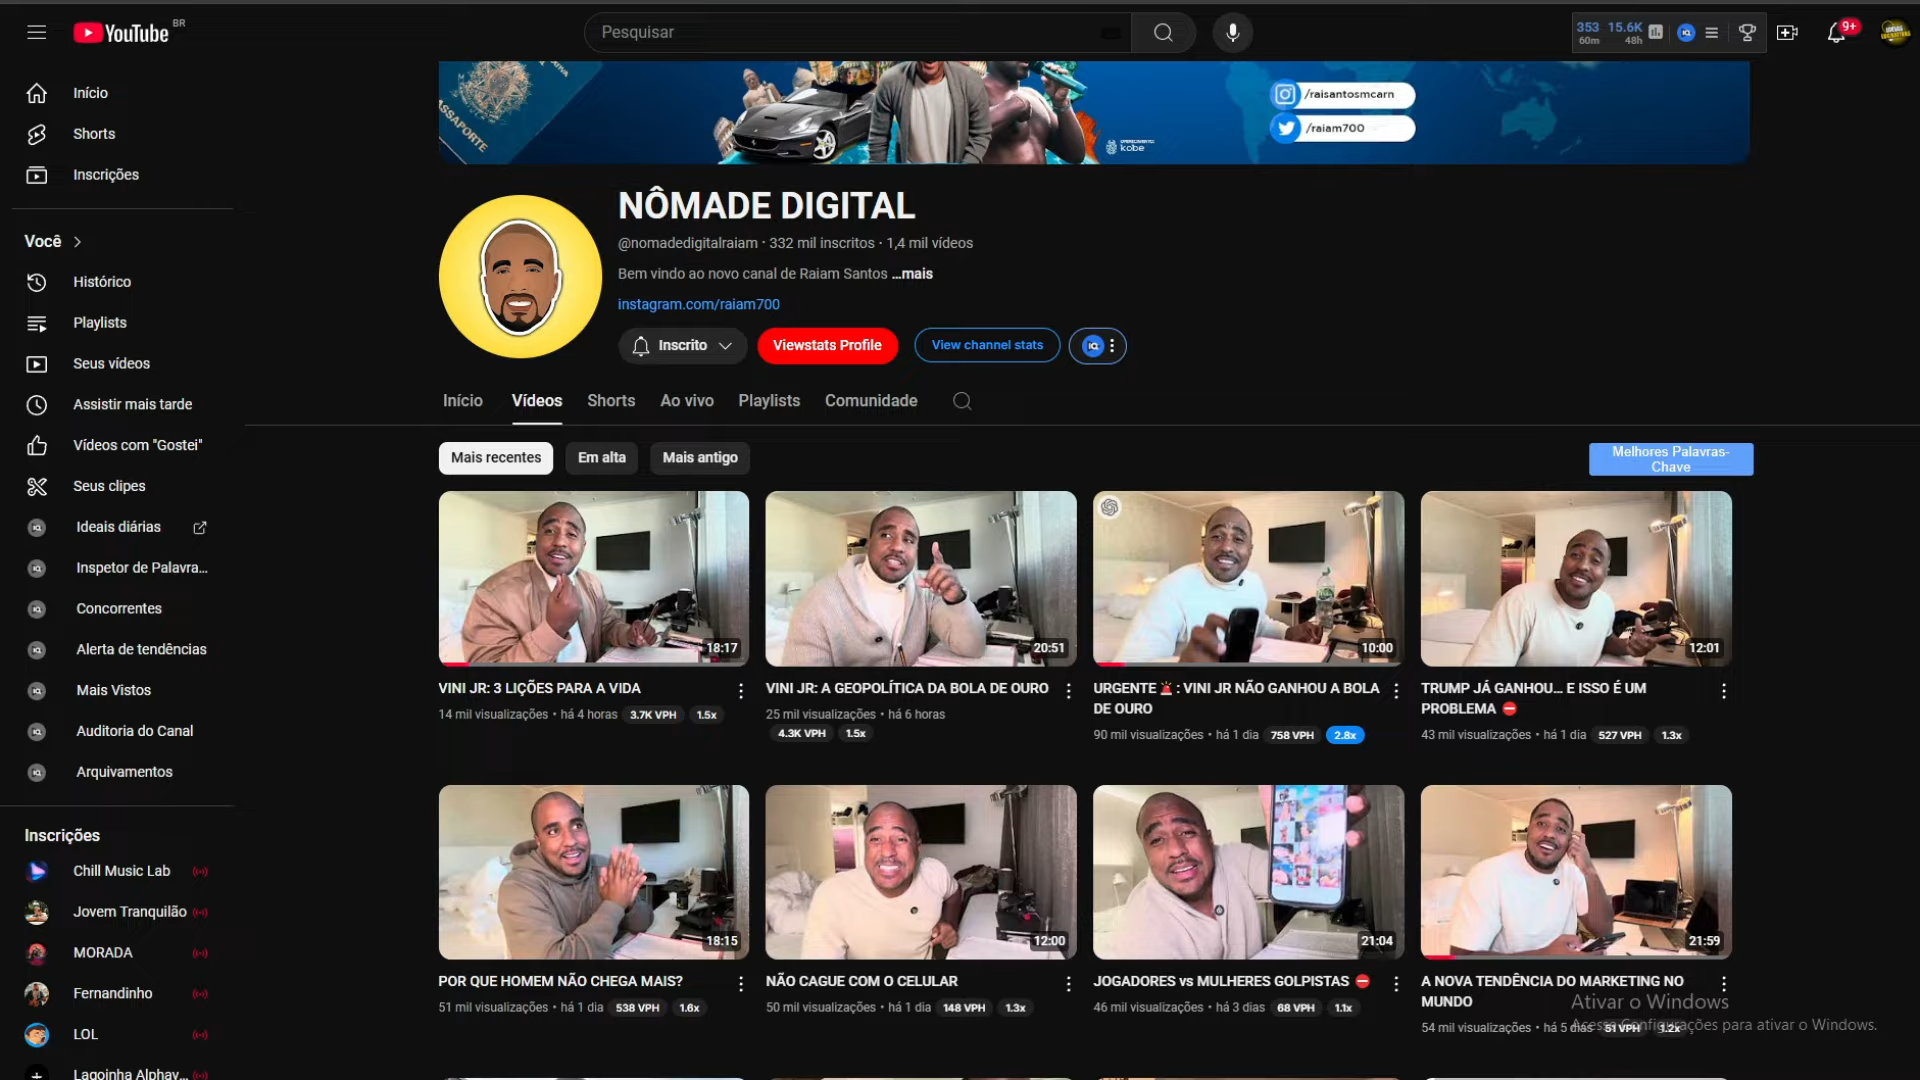 YouTube BR
Pesquisar
353 15.6K
60m 48h
9+
Início
Shorts
Inscrições
Você
Histórico
Playlists
Seus vídeos
Assistir mais tarde
Vídeos com "Gostei"
Seus clipes
Ideais diárias
Inspetor de Palavra...
Concorrentes
Alerta de tendências
Mais Vistos
Auditoria do Canal
Arquivamentos
Inscrições
Chill Music Lab
Jovem Tranquilão
MORADA
Fernandinho
LOL
Lagoinha Alphav...
/raisantosmcarn
/raiam700
kobe
NÔMADE DIGITAL
@nomadedigitalraiam · 332 mil inscritos · 1,4 mil vídeos
Bem vindo ao novo canal de Raiam Santos ...mais
instagram.com/raiam700
Inscrito Viewstats Profile View channel stats
Início Vídeos Shorts Ao vivo Playlists Comunidade
Mais recentes Em alta Mais antigo
Melhores Palavras-
Chave
18:17
VINI JR: 3 LIÇÕES PARA A VIDA
14 mil visualizações • há 4 horas 3.7K VPH 1.5x
20:51
VINI JR: A GEOPOLÍTICA DA BOLA DE OURO
25 mil visualizações • há 6 horas
4.3K VPH 1.5x
10:00
URGENTE 🚨 : VINI JR NÃO GANHOU A BOLA
DE OURO
90 mil visualizações • há 1 dia 758 VPH 2.8x
12:01
TRUMP JÁ GANHOU... E ISSO É UM
PROBLEMA ⛔
43 mil visualizações • há 1 dia 527 VPH 1.3x
18:15
POR QUE HOMEM NÃO CHEGA MAIS?
51 mil visualizações • há 1 dia 538 VPH 1.6x
12:00
NÃO CAGUE COM O CELULAR
50 mil visualizações • há 1 dia 148 VPH 1.3x
21:04
JOGADORES vs MULHERES GOLPISTAS ⛔
46 mil visualizações • há 3 dias 68 VPH 1.1x
21:59
A NOVA TENDÊNCIA DO MARKETING NO
MUNDO
54 mil visualizações • há 5 dias 51 VPH 1.2x
Ativar o Windows
Acesse Configurações para ativar o Windows.